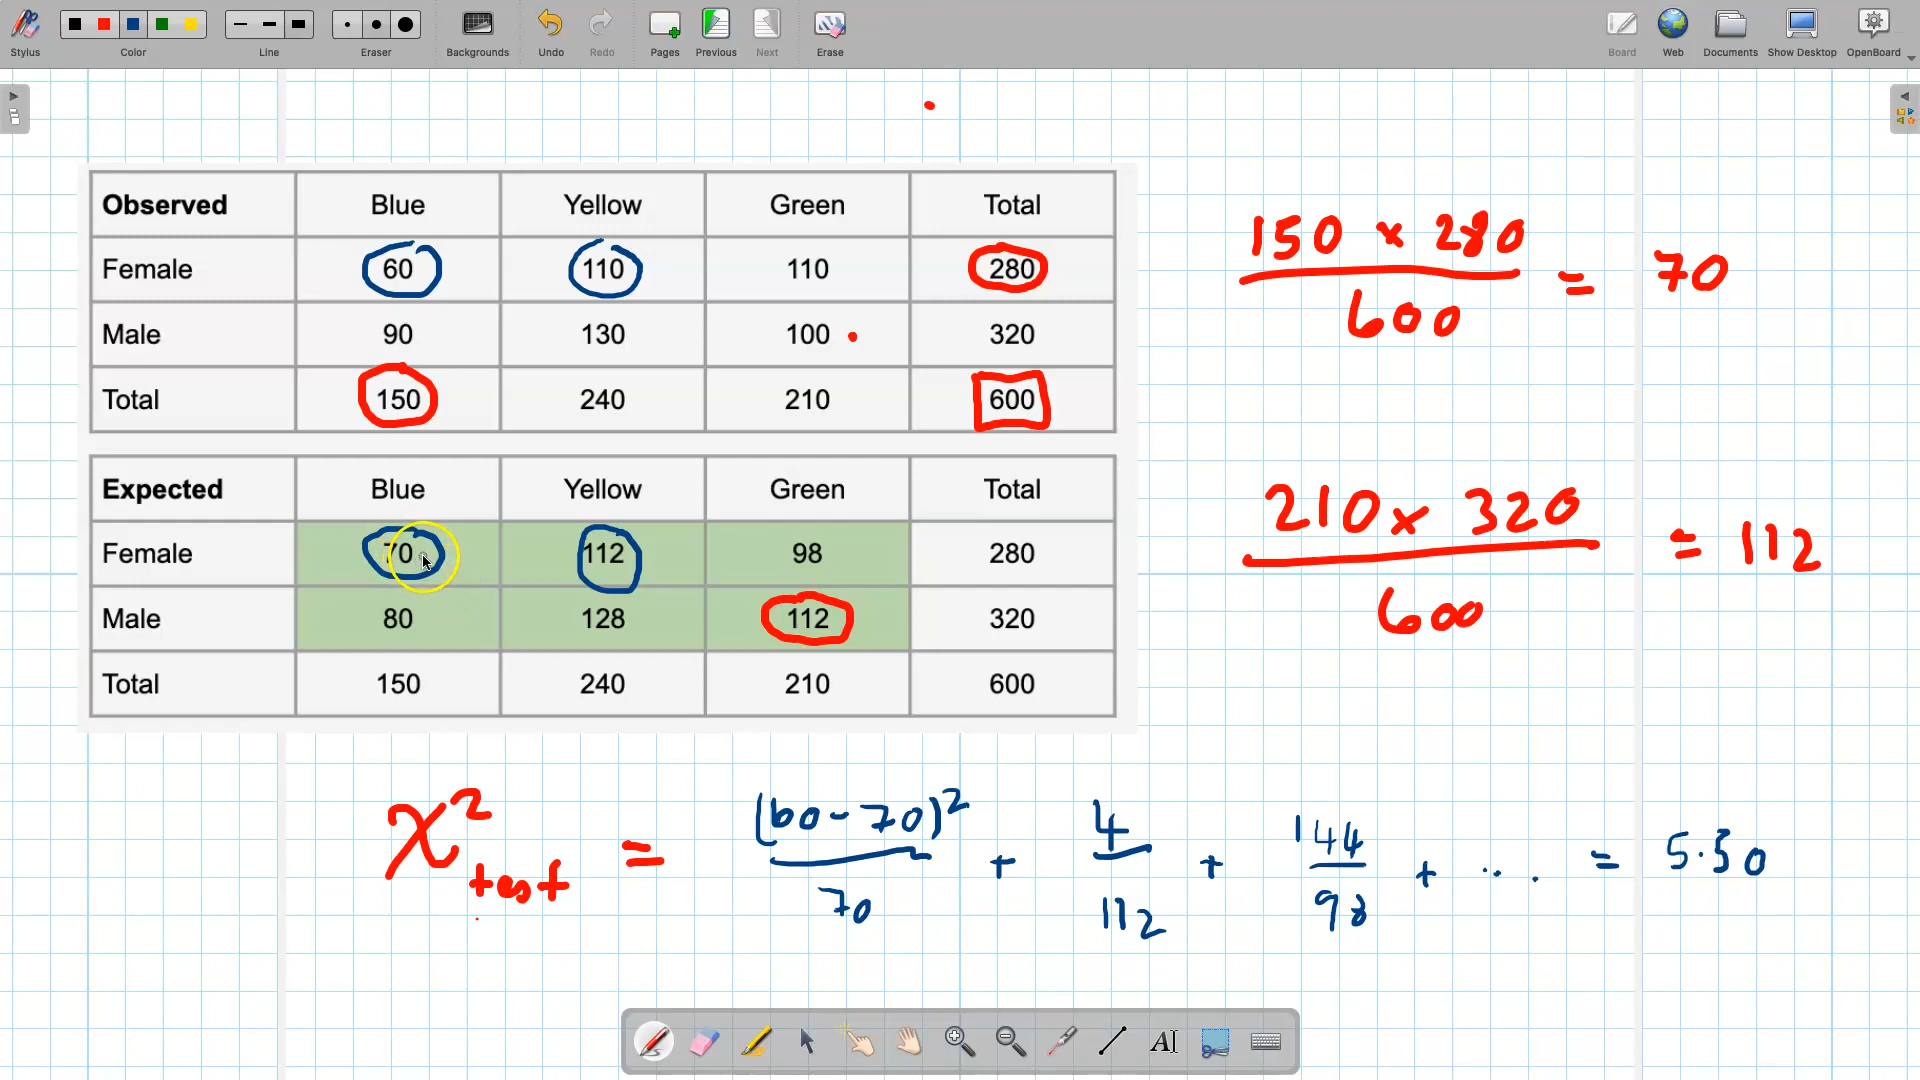 Stylus Color Line Eraser Backgrounds Undo Redo Pages Previous Next Erase Board Web Documents Show Desktop OpenBoard
Observed Blue Yellow Green Total
Female 60 110 110 280
Male 90 130 100 320
Total 150 240 210 600
150 × 280
600
= 70
Expected Blue Yellow Green Total
Female 70 112 98 280
Male 80 128 112 320
Total 150 240 210 600
210 × 320
600
= 112
χ² test = (60-70)² / 70 + 4 / 112 + 144 / 98 + ... = 5.30
AI